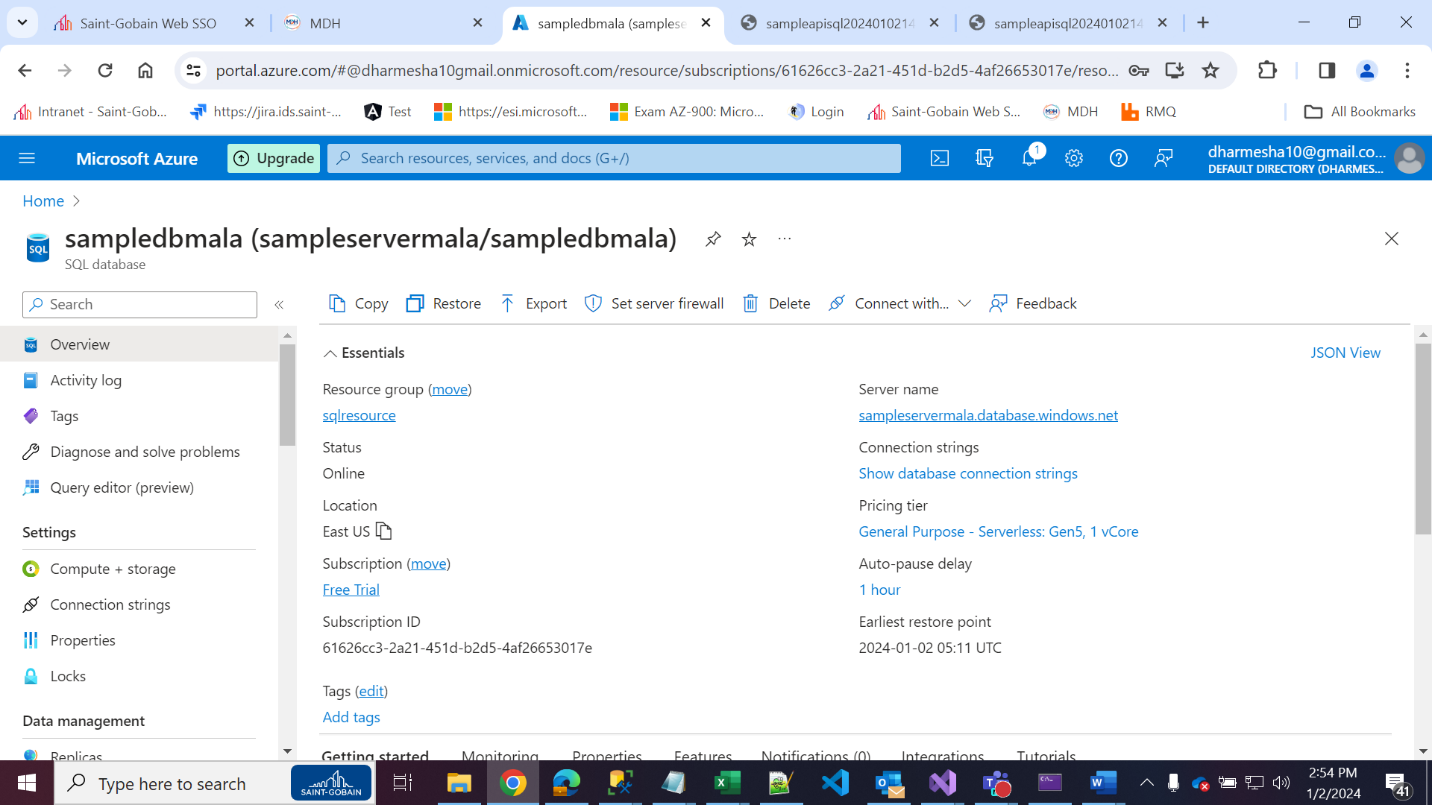 Saint-Gobain Web SSO
MDH
sampledbmala (samplese
sampleapisql2024010214
sampleapisql2024010214
portal.azure.com/#@dharmesha10gmail.onmicrosoft.com/resource/subscriptions/61626cc3-2a21-451d-b2d5-4af26653017e/reso...
Intranet - Saint-Gob...
https://jira.ids.saint-...
Test
https://esi.microsoft...
Exam AZ-900: Micro...
Login
Saint-Gobain Web S...
MDH
RMQ
All Bookmarks
Microsoft Azure
Upgrade
Search resources, services, and docs (G+/)
1
dharmesha10@gmail.co...
DEFAULT DIRECTORY (DHARMES...
Home
sampledbmala (sampleservermala/sampledbmala)
SQL
SQL database
Search
Copy
Restore
Export
Set server firewall
Delete
Connect with...
Feedback
Overview
Activity log
Tags
Diagnose and solve problems
Query editor (preview)
Settings
Compute + storage
Connection strings
Properties
Locks
Data management
Replicas
Essentials
JSON View
Resource group (move)
sqlresource
Status
Online
Location
East US
Subscription (move)
Free Trial
Subscription ID
61626cc3-2a21-451d-b2d5-4af26653017e
Server name
sampleservermala.database.windows.net
Connection strings
Show database connection strings
Pricing tier
General Purpose - Serverless: Gen5, 1 vCore
Auto-pause delay
1 hour
Earliest restore point
2024-01-02 05:11 UTC
Tags (edit)
Add tags
Getting started
Monitoring
Properties
Features
Notifications (0)
Integrations
Tutorials
Type here to search
SAINT-GOBAIN
2:54 PM
1/2/2024
41